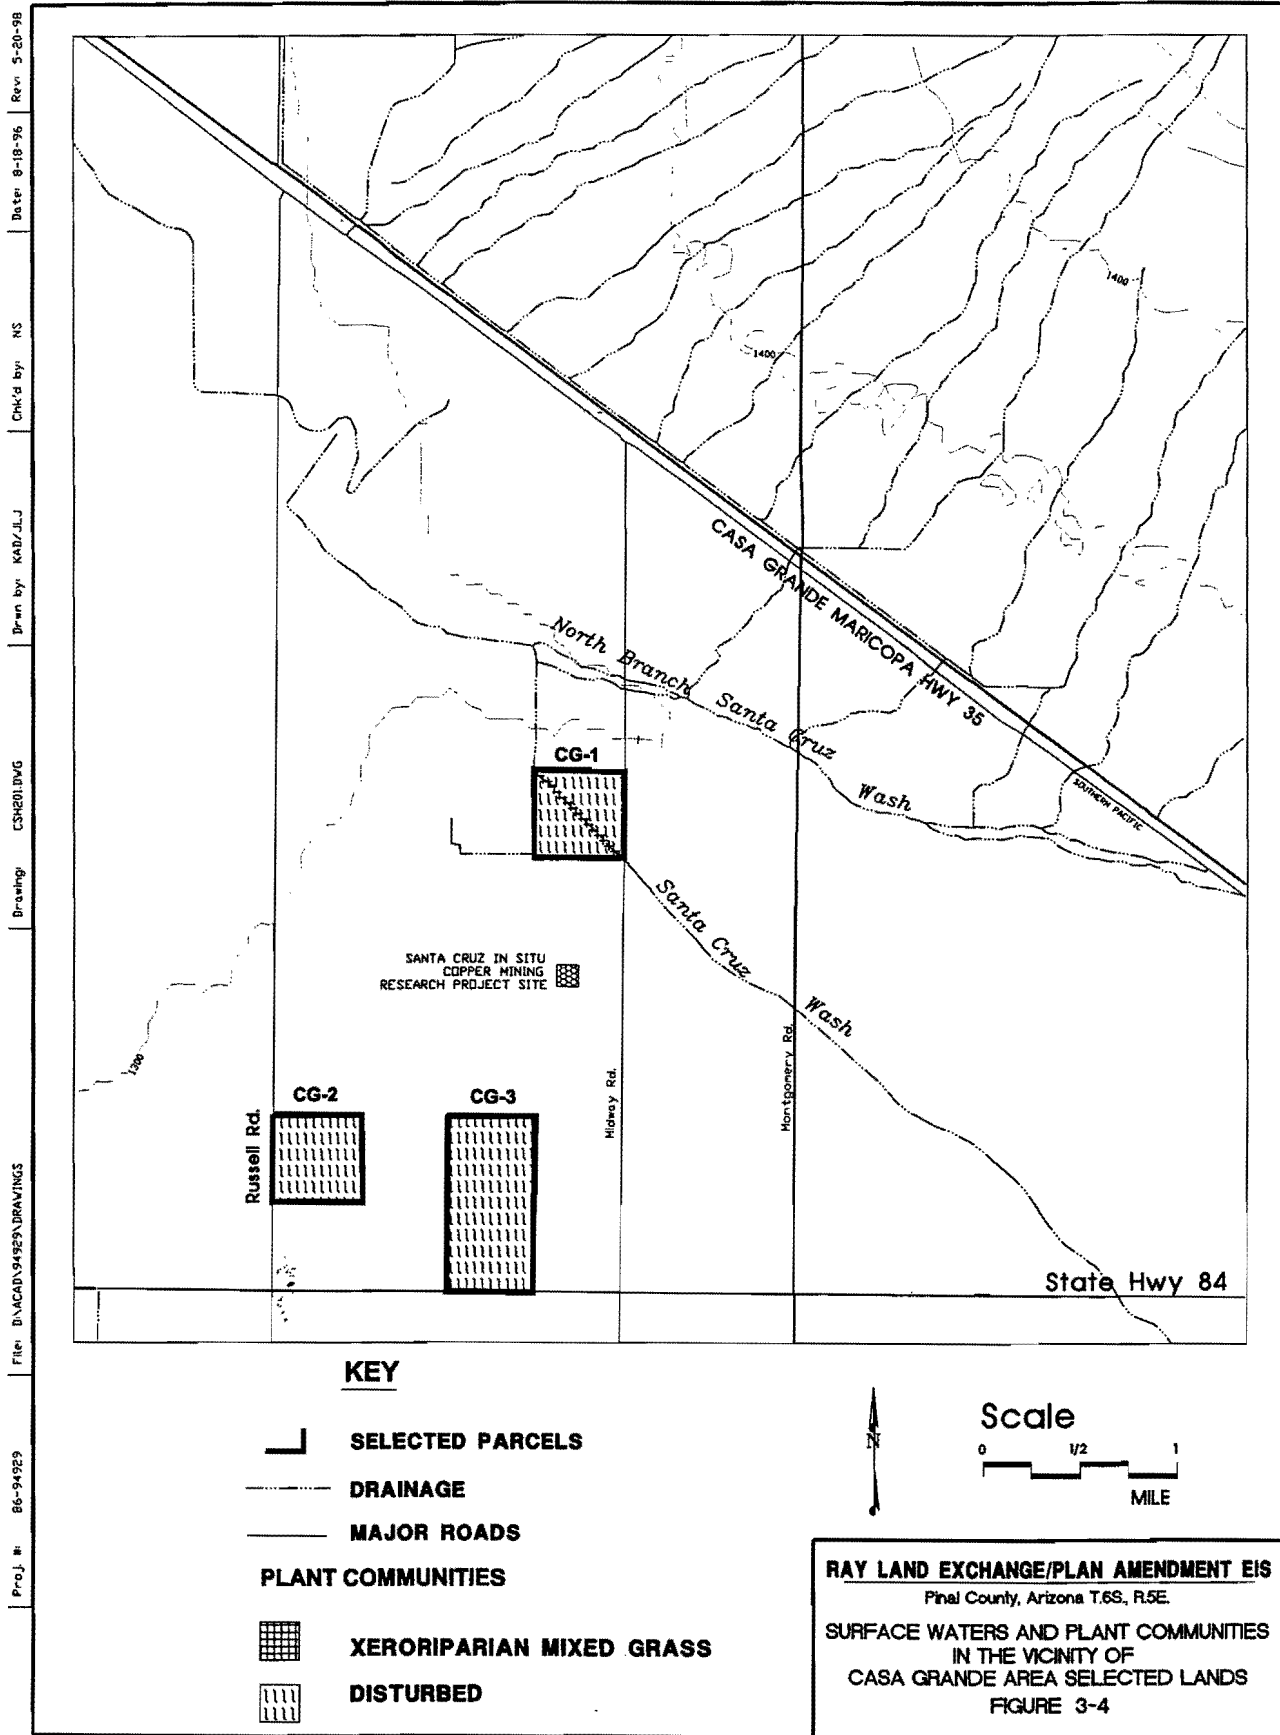 Proj. #: 86-94929
File: D:\ACAD\94929\DRAWINGS
Drawing: CSH201.DWG
Drwn by: KAD/JLJ
Chk'd by: NS
Date: 8-18-96
Rev: 5-20-98
1400
1400
CASA GRANDE MARICOPA HWY 35
SOUTHERN PACIFIC
North Branch Santa Cruz Wash
CG-1
Santa Cruz Wash
SANTA CRUZ IN SITU
COPPER MINING
RESEARCH PROJECT SITE
1300
CG-2
CG-3
Russell Rd.
Midway Rd.
Montgomery Rd.
State Hwy 84
KEY
SELECTED PARCELS
DRAINAGE
MAJOR ROADS
PLANT COMMUNITIES
XERORIPARIAN MIXED GRASS
DISTURBED
N
Scale
0 1/2 1
MILE
RAY LAND EXCHANGE/PLAN AMENDMENT EIS
Pinal County, Arizona T.6S., R.5E.
SURFACE WATERS AND PLANT COMMUNITIES
IN THE VICINITY OF
CASA GRANDE AREA SELECTED LANDS
FIGURE 3-4